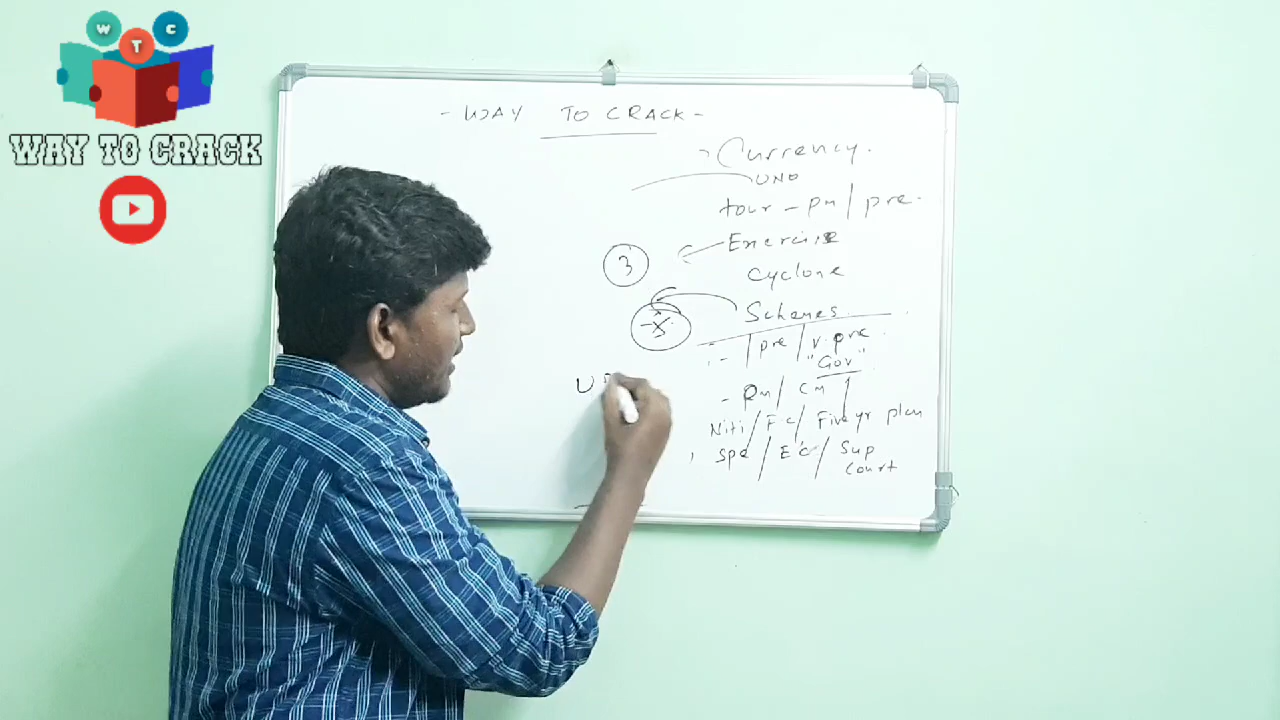 W T C
WAY TO CRACK
- WAY TO CRACK -
Currency.
UNO
tour - pm / pre.
Exercise
3
cyclone
Schemes
- / pre / v. pre
"Gov"
- pm / cm
U
Niti / Fc / Five yr plan
spe / EC / Sup
court